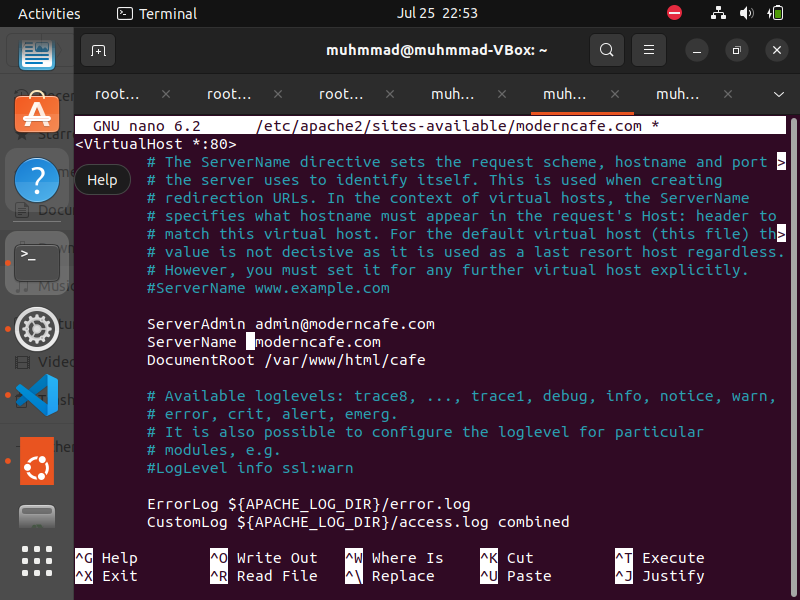 Activities Terminal Jul 25 22:53
muhmmad@muhmmad-VBox: ~
root... × root... × root... × muh... × muh... × muh... ×
GNU nano 6.2 /etc/apache2/sites-available/moderncafe.com *
<VirtualHost *:80>
# The ServerName directive sets the request scheme, hostname and port >
# the server uses to identify itself. This is used when creating
# redirection URLs. In the context of virtual hosts, the ServerName
# specifies what hostname must appear in the request's Host: header to
# match this virtual host. For the default virtual host (this file) th>
# value is not decisive as it is used as a last resort host regardless.
# However, you must set it for any further virtual host explicitly.
#ServerName www.example.com
ServerAdmin admin@moderncafe.com
ServerName moderncafe.com
DocumentRoot /var/www/html/cafe
# Available loglevels: trace8, ..., trace1, debug, info, notice, warn,
# error, crit, alert, emerg.
# It is also possible to configure the loglevel for particular
# modules, e.g.
#LogLevel info ssl:warn
ErrorLog ${APACHE_LOG_DIR}/error.log
CustomLog ${APACHE_LOG_DIR}/access.log combined
^G Help ^O Write Out ^W Where Is ^K Cut ^T Execute
^X Exit ^R Read File ^\ Replace ^U Paste ^J Justify
Help